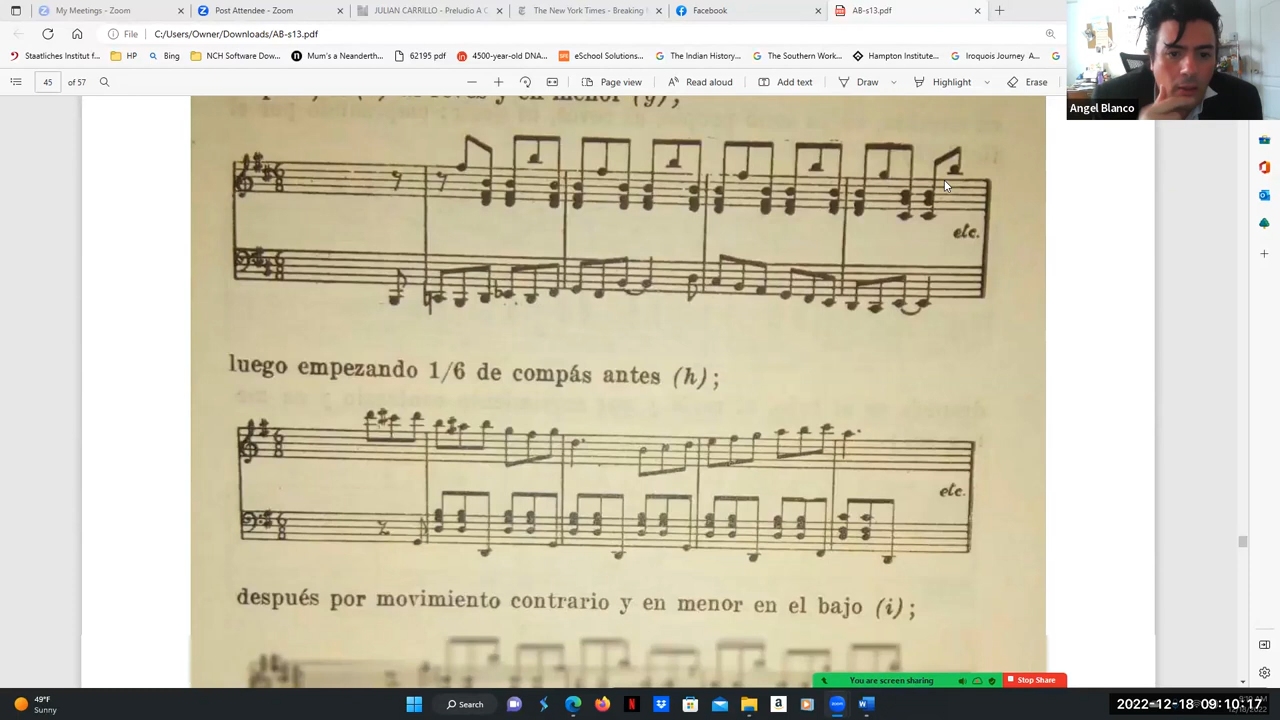 My Meetings - Zoom
Post Attendee - Zoom
JULIAN CARRILLO - Preludio A C
The New York Times - Breaking
Facebook
AB-s13.pdf
File
C:/Users/Owner/Downloads/AB-s13.pdf
Staatliches Institut f...
HP
Bing
NCH Software Dow...
Mum's a Neanderth...
62195 pdf
4500-year-old DNA...
eSchool Solutions...
The Indian History...
The Southern Work...
Hampton Institute...
Iroquois Journey A...
45
of 57
Page view
Read aloud
Add text
Draw
Highlight
Erase
Angel Blanco
y en menor (g);
etc.
luego empezando 1/6 de compás antes (h);
etc.
después por movimiento contrario y en menor en el bajo (i);
You are screen sharing
Stop Share
49°F
Sunny
Search
2022-12-18 09:10:17